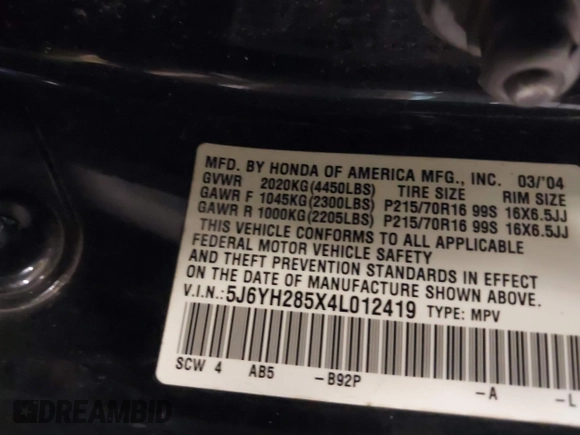 MFD. BY HONDA OF AMERICA MFG., INC. 03/'04
GVWR 2020KG(4450LBS) TIRE SIZE RIM SIZE
GAWR F 1045KG(2300LBS) P215/70R16 99S 16X6.5JJ
GAWR R 1000KG(2205LBS) P215/70R16 99S 16X6.5JJ
THIS VEHICLE CONFORMS TO ALL APPLICABLE
FEDERAL MOTOR VEHICLE SAFETY
AND THEFT PREVENTION STANDARDS IN EFFECT
ON THE DATE OF MANUFACTURE SHOWN ABOVE.
V.I.N.:5J6YH285X4L012419 TYPE: MPV
SCW 4 AB5 -B92P -A -L
DREAMBID